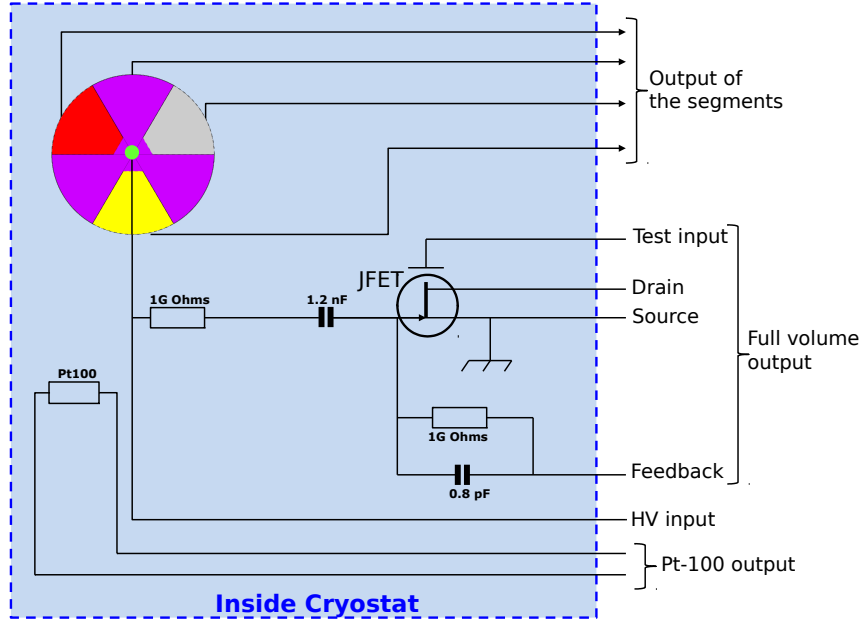 Output of
the segments
Test input
JFET
Drain
1G Ohms
1.2 nF
Source
Full volume
output
Pt100
1G Ohms
Feedback
0.8 pF
HV input
Pt-100 output
Inside Cryostat